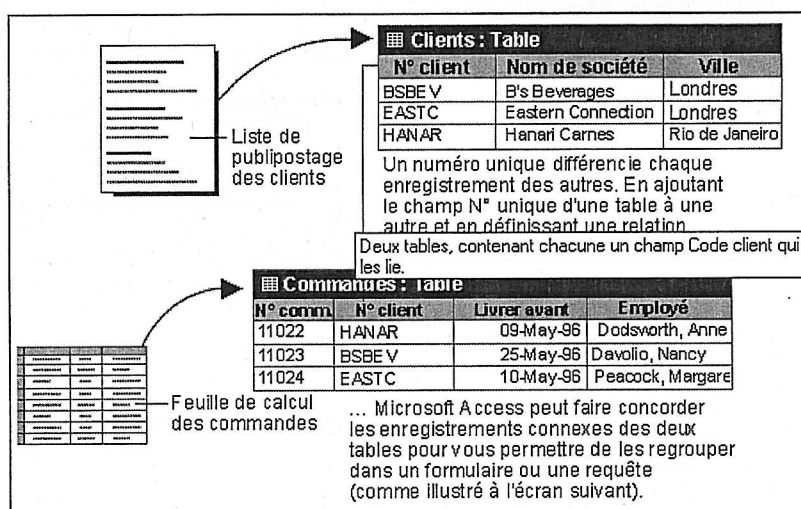 Clients : Table
N° client Nom de société Ville
BSBEV B's Beverages Londres
EASTC Eastern Connection Londres
HANAR Hanari Carnes Rio de Janeiro
Liste de
publipostage
des clients
Un numéro unique différencie chaque
enregistrement des autres. En ajoutant
le champ N° unique d'une table à une
autre et en définissant une relation
Deux tables, contenant chacune un champ Code client qui
les lie.
Commandes : Table
N° comm. N° client Livrer avant Employé
11022 HANAR 09-May-96 Dodsworth, Anne
11023 BSBEV 25-May-96 Davolio, Nancy
11024 EASTC 10-May-96 Peacock, Margare
Feuille de calcul
des commandes
... Microsoft Access peut faire concorder
les enregistrements connexes des deux
tables pour vous permettre de les regrouper
dans un formulaire ou une requête
(comme illustré à l'écran suivant).